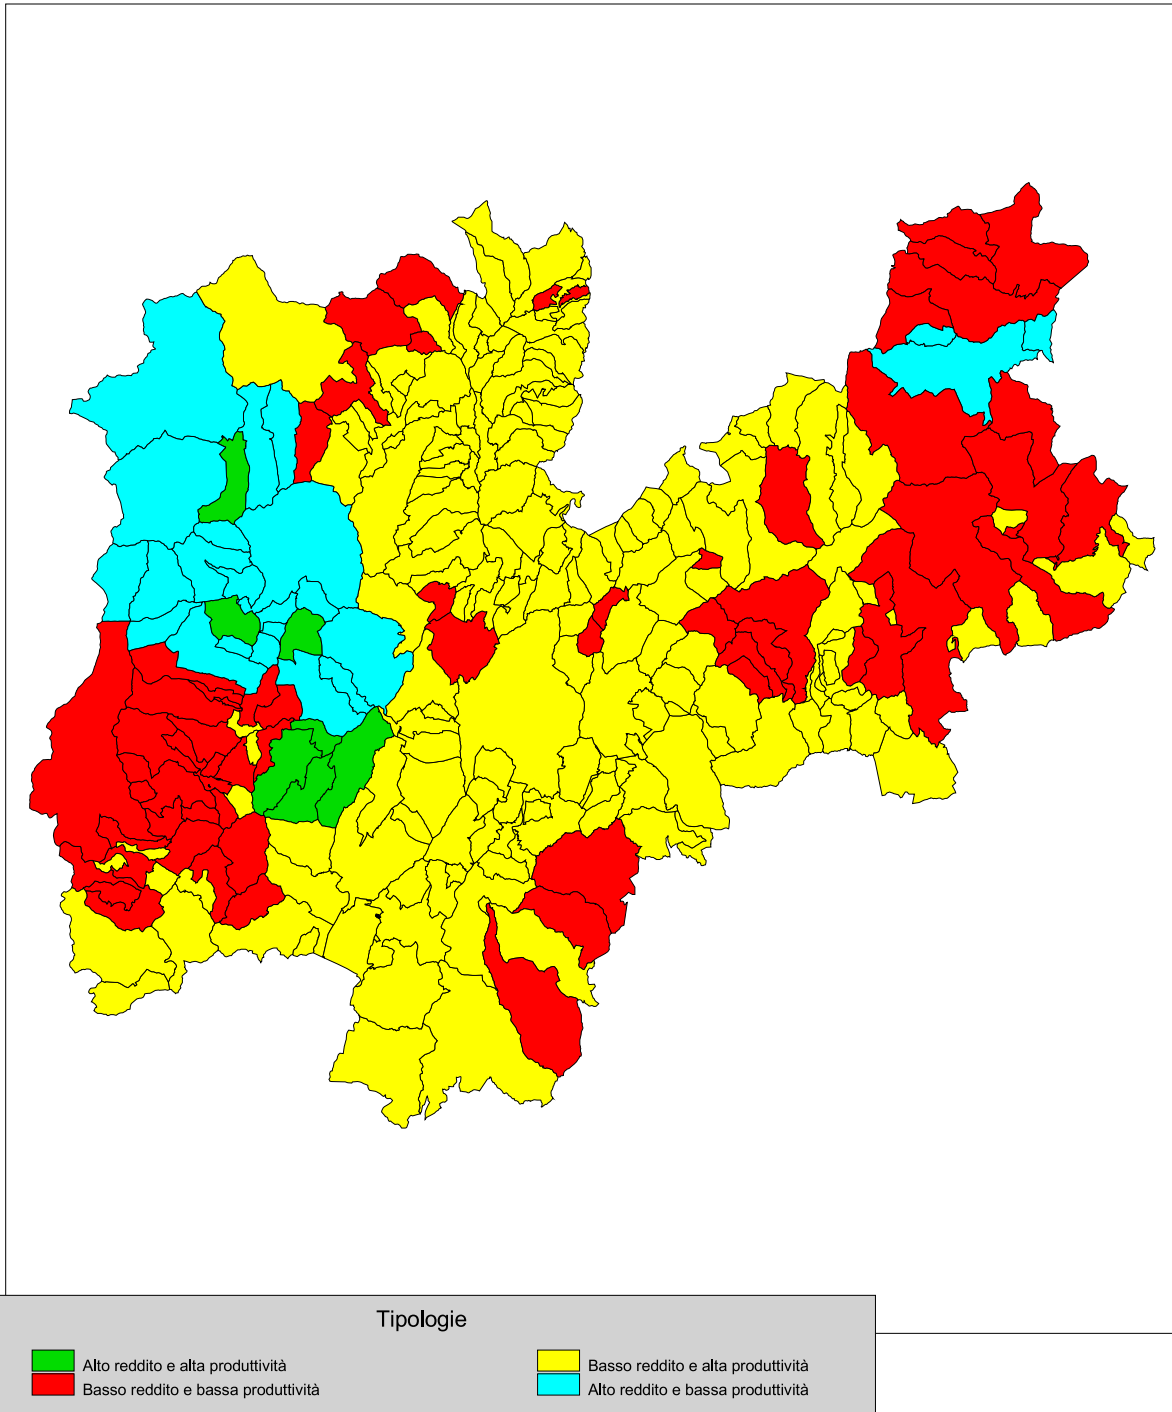 Tipologie
Alto reddito e alta produttività
Basso reddito e bassa produttività
Basso reddito e alta produttività
Alto reddito e bassa produttività